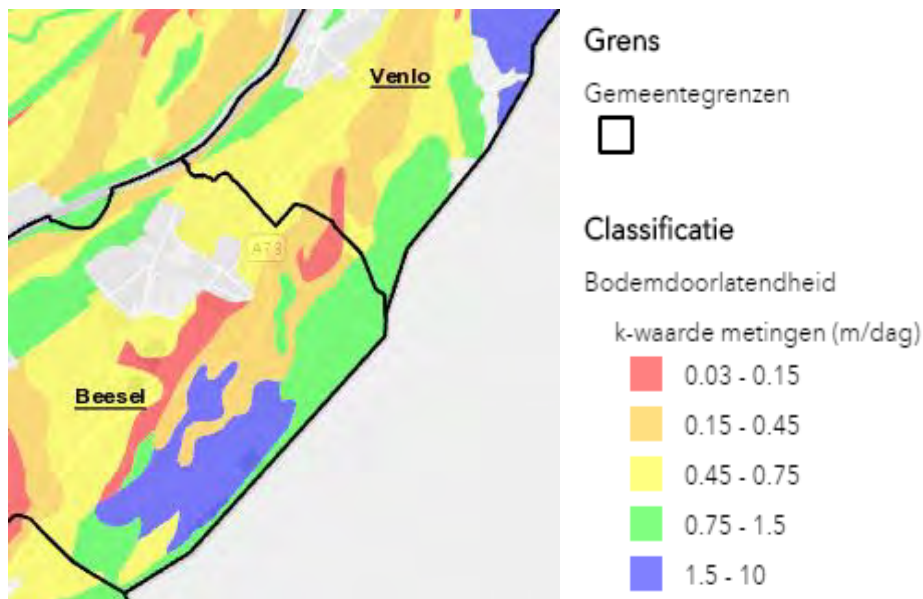 Venlo
A73
Beesel
Grens
Gemeentegrenzen
Classificatie
Bodemdoorlatendheid
k-waarde metingen (m/dag)
0.03 - 0.15
0.15 - 0.45
0.45 - 0.75
0.75 - 1.5
1.5 - 10